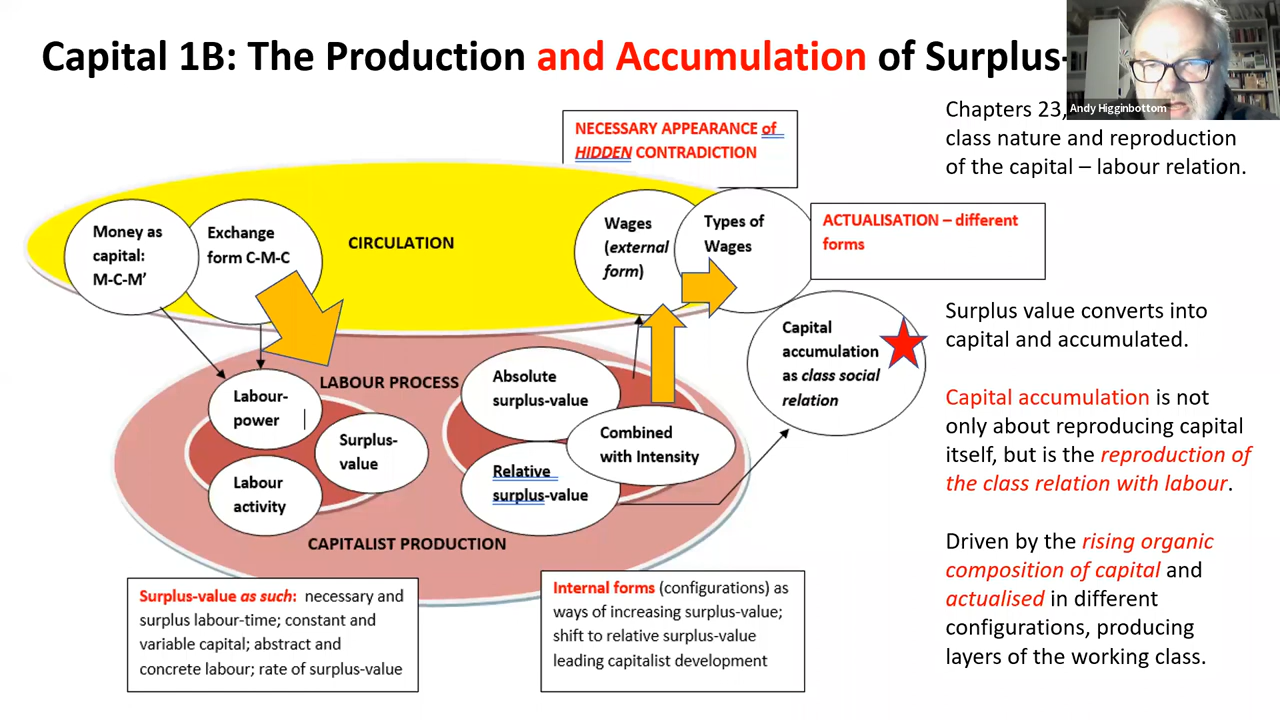 Capital 1B: The Production and Accumulation of Surplus-
Andy Higginbottom
Chapters 23,
class nature and reproduction
of the capital – labour relation.
NECESSARY APPEARANCE of
HIDDEN CONTRADICTION
Money as
capital:
M-C-M’
Exchange
form C-M-C
CIRCULATION
Wages
(external
form)
Types of
Wages
ACTUALISATION – different
forms
Capital
accumulation
as class social
relation
LABOUR PROCESS
Labour-
power
Surplus-
value
Labour
activity
Absolute
surplus-value
Combined
with Intensity
Relative
surplus-value
CAPITALIST PRODUCTION
Surplus-value as such: necessary and
surplus labour-time; constant and
variable capital; abstract and
concrete labour; rate of surplus-value
Internal forms (configurations) as
ways of increasing surplus-value;
shift to relative surplus-value
leading capitalist development
Surplus value converts into
capital and accumulated.
Capital accumulation is not
only about reproducing capital
itself, but is the reproduction of
the class relation with labour.
Driven by the rising organic
composition of capital and
actualised in different
configurations, producing
layers of the working class.